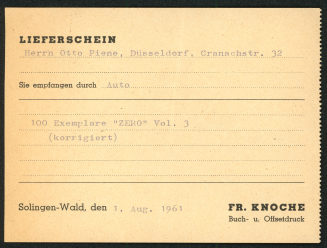 LIEFERSCHEIN
Herrn Otto Piene, Düsseldorf, Cranachstr. 32
Sie empfangen durch Auto
100 Exemplare "ZERO" Vol. 3
(korrigiert)
Solingen-Wald, den 1. Aug. 1961
FR. KNOCHE
Buch- u. Offsetdruck